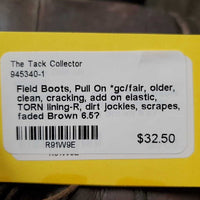 The Tack Collector
945340-1
Field Boots, Pull On *gc/fair, older,
clean, cracking, add on elastic,
TORN lining-R, dirt jockies, scrapes,
faded Brown 6.5?
$32.50
R91W9E